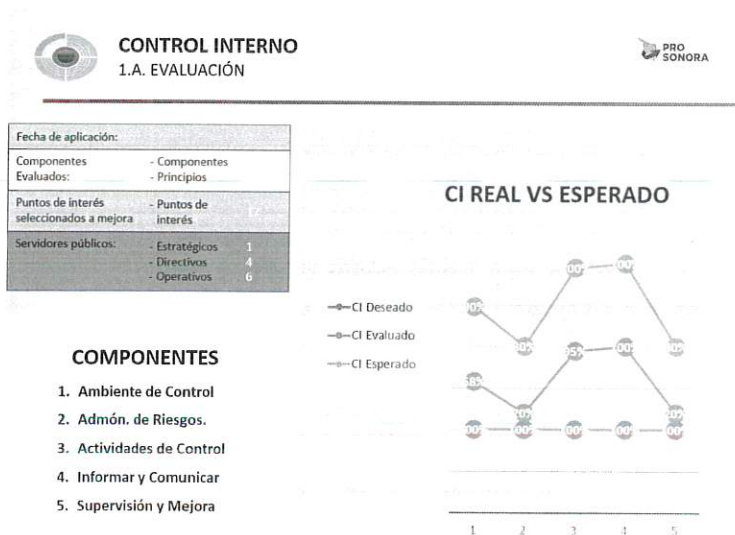 CONTROL INTERNO
1.A. EVALUACIÓN
PRO
SONORA
Fecha de aplicación:
Componentes - Componentes
Evaluados: - Principios
Puntos de interés - Puntos de
seleccionados a mejora interés 17
Servidores públicos: - Estratégicos 1
- Directivos 4
- Operativos 6
COMPONENTES
1. Ambiente de Control
2. Admón. de Riesgos.
3. Actividades de Control
4. Informar y Comunicar
5. Supervisión y Mejora
CI REAL VS ESPERADO
CI Deseado
CI Evaluado
CI Esperado
1 2 3 4 5